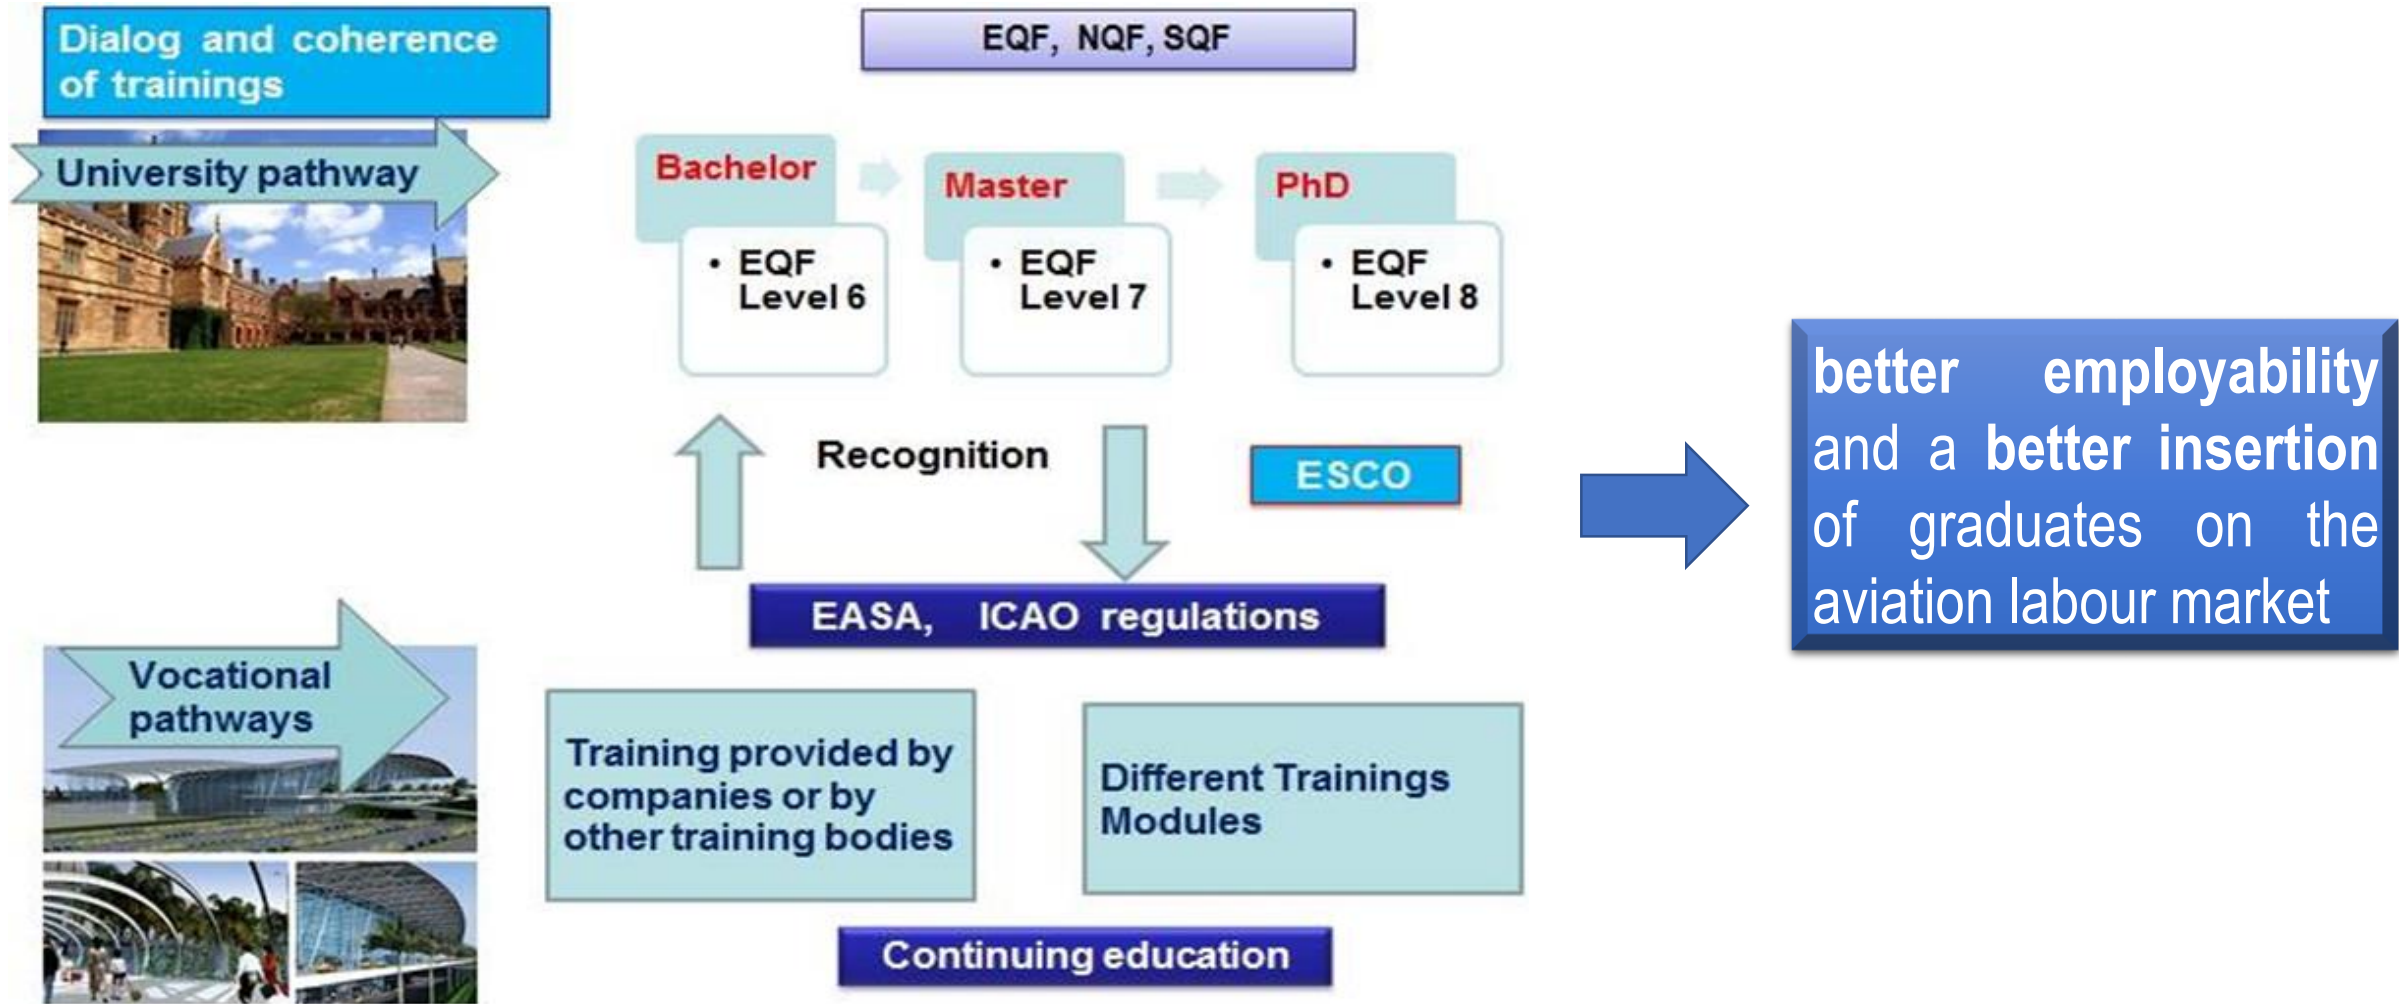 Dialog and coherence
of trainings
EQF, NQF, SQF
University pathway
Bachelor
• EQF
Level 6
Master
• EQF
Level 7
PhD
• EQF
Level 8
Recognition
ESCO
EASA, ICAO regulations
Vocational
pathways
Training provided by
companies or by
other training bodies
Different Trainings
Modules
Continuing education
better employability
and a better insertion
of graduates on the
aviation labour market